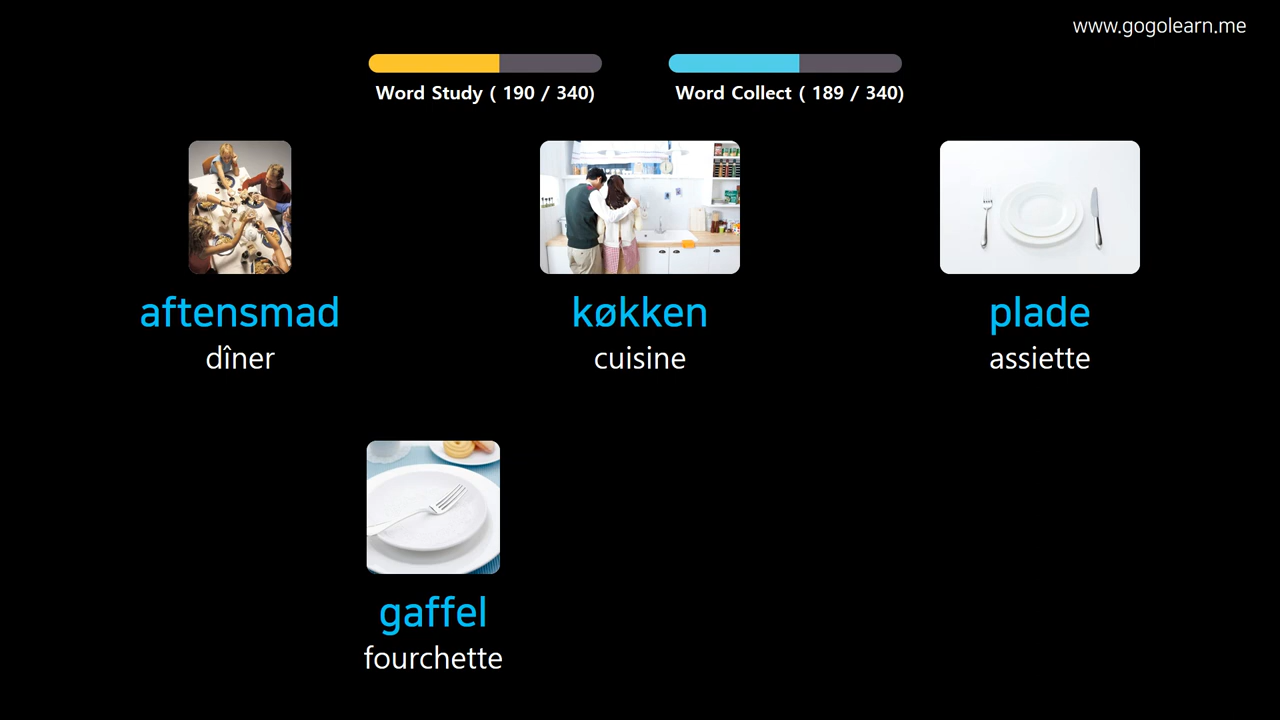 www.gogolearn.me
Word Study ( 190 / 340)
Word Collect ( 189 / 340)
aftensmad
dîner
køkken
cuisine
plade
assiette
gaffel
fourchette